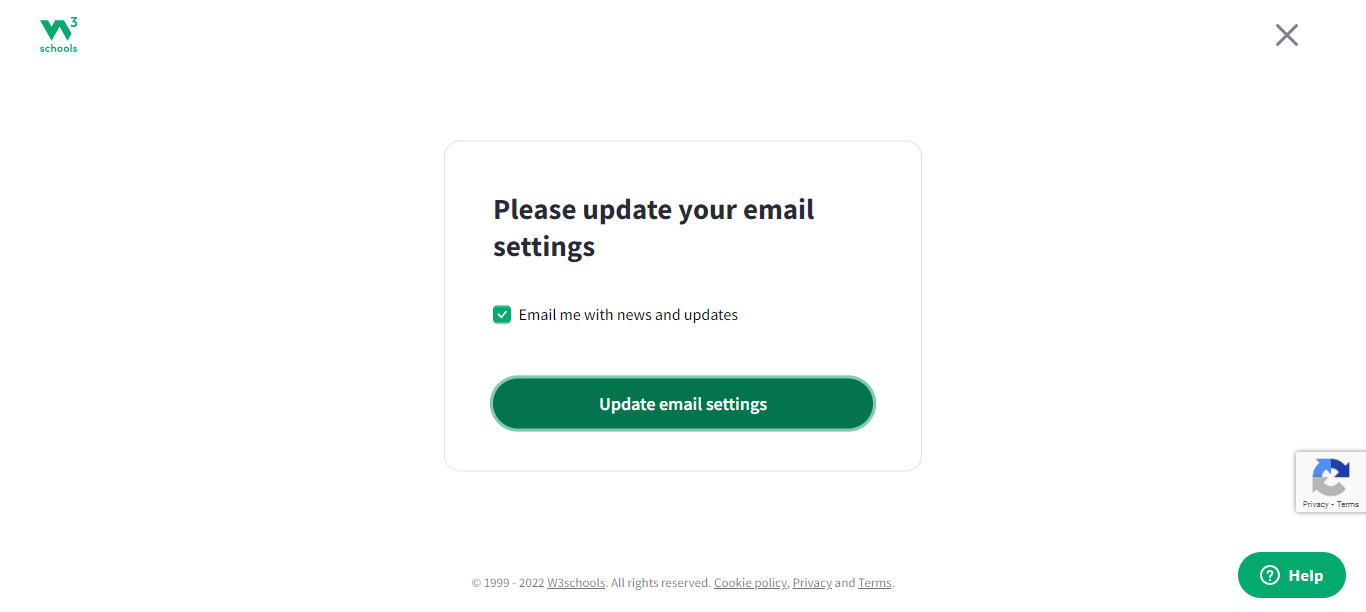 W3
schools
Please update your email
settings
Email me with news and updates
Update email settings
Privacy - Terms
© 1999 - 2022 W3schools. All rights reserved. Cookie policy, Privacy and Terms.
Help